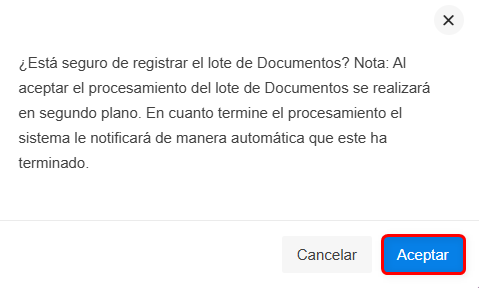 ¿Está seguro de registrar el lote de Documentos? Nota: Al
aceptar el procesamiento del lote de Documentos se realizará
en segundo plano. En cuanto termine el procesamiento el
sistema le notificará de manera automática que este ha
terminado.
Cancelar
Aceptar